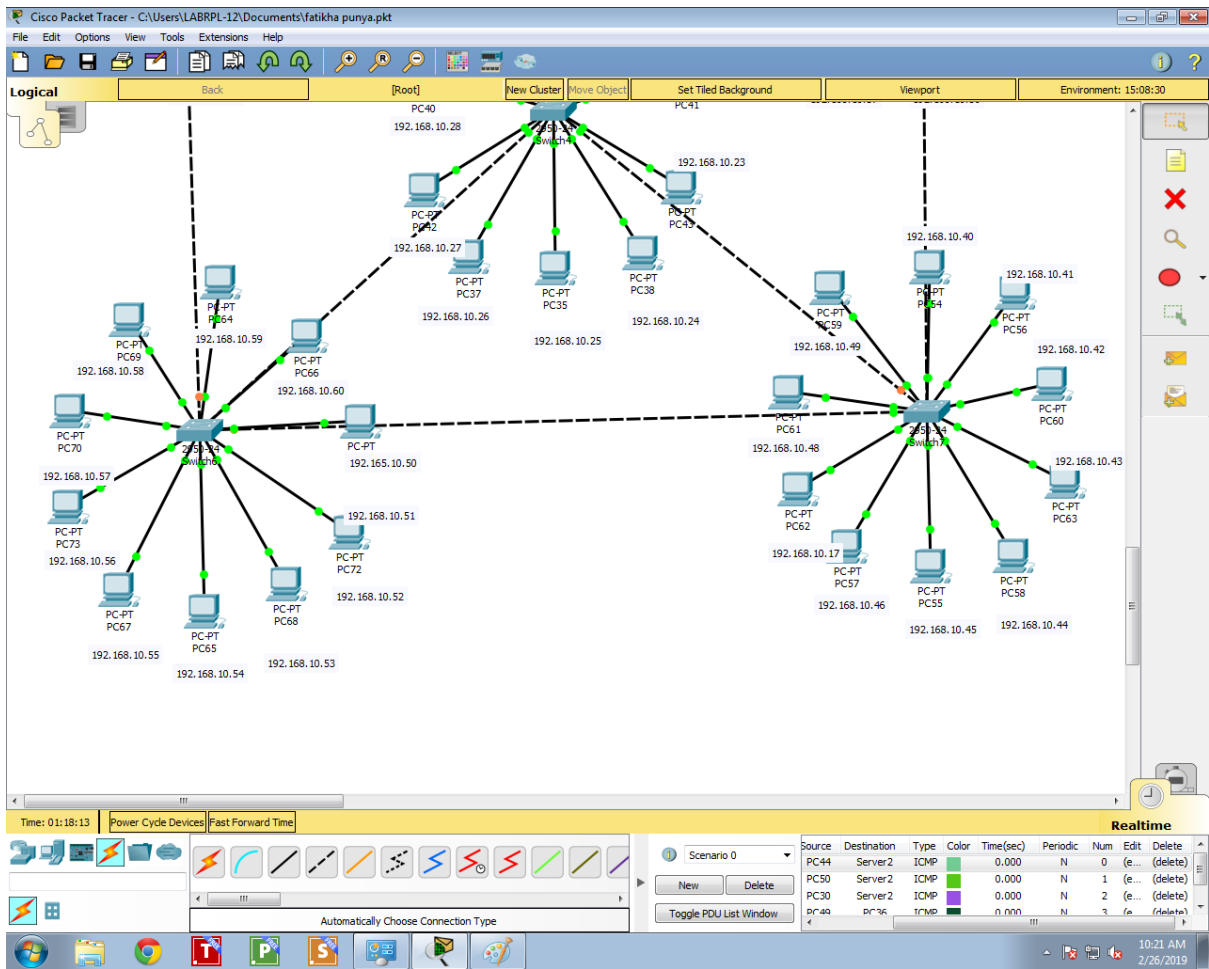 Cisco Packet Tracer - C:\Users\LABRPL-12\Documents\fatikha punya.pkt
File Edit Options View Tools Extensions Help
Logical Back [Root] New Cluster Move Object Set Tiled Background Viewport Environment: 15:08:30
PC40
PC41
192.168.10.28
2950-24
Switch4
192.168.10.23
PC-PT
PC42
PC-PT
PC43
192.168.10.27
192.168.10.40
PC-PT
PC37
PC-PT
PC35
PC-PT
PC38
192.168.10.41
PC-PT
PC64
PC-PT
PC54
PC-PT
PC59
PC-PT
PC56
192.168.10.26
192.168.10.24
192.168.10.59
192.168.10.25
192.168.10.49
192.168.10.42
PC-PT
PC69
192.168.10.58
PC-PT
PC66
192.168.10.60
PC-PT
PC61
PC-PT
PC60
PC-PT
PC70
2950-24
Switch6
PC-PT
192.165.10.50
192.168.10.48
2950-24
Switch7
192.168.10.43
192.168.10.57
PC-PT
PC63
192.168.10.51
PC-PT
PC62
PC-PT
PC73
192.168.10.56
PC-PT
PC72
192.168.10.17
PC-PT
PC57
PC-PT
PC55
PC-PT
PC58
192.168.10.52
192.168.10.46
PC-PT
PC67
PC-PT
PC65
PC-PT
PC68
192.168.10.45
192.168.10.44
192.168.10.55
192.168.10.54
192.168.10.53
Time: 01:18:13 Power Cycle Devices Fast Forward Time Realtime
Scenario 0
New Delete
Toggle PDU List Window
Automatically Choose Connection Type
Source Destination Type Color Time(sec) Periodic Num Edit Delete
PC44 Server2 ICMP 0.000 N 0 (e... (delete)
PC50 Server2 ICMP 0.000 N 1 (e... (delete)
PC30 Server2 ICMP 0.000 N 2 (e... (delete)
PC49 PC36 ICMP 0.000 N 3 (e... (delete)
10:21 AM
2/26/2019